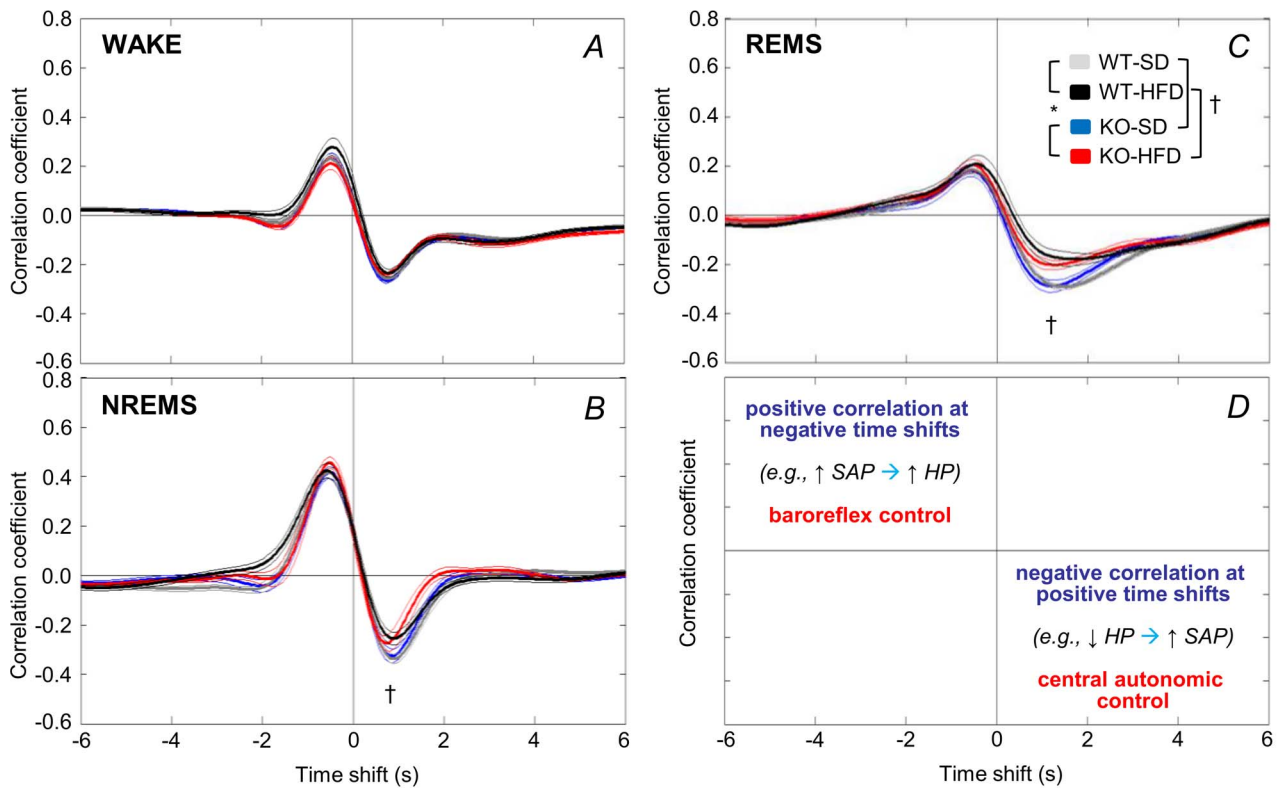 WAKE
A
Correlation coefficient
0.8
0.6
0.4
0.2
0.0
-0.2
-0.4
-0.6
NREMS
B
Correlation coefficient
0.8
0.6
0.4
0.2
0.0
-0.2
-0.4
-0.6
†
-6
-4
-2
0
2
4
6
Time shift (s)
REMS
C
Correlation coefficient
0.8
0.6
0.4
0.2
0.0
-0.2
-0.4
-0.6
WT-SD
WT-HFD
KO-SD
KO-HFD
*
†
†
D
Correlation coefficient
positive correlation at
negative time shifts
(e.g., ↑ SAP → ↑ HP)
baroreflex control
negative correlation at
positive time shifts
(e.g., ↓ HP → ↑ SAP)
central autonomic
control
-6
-4
-2
0
2
4
6
Time shift (s)